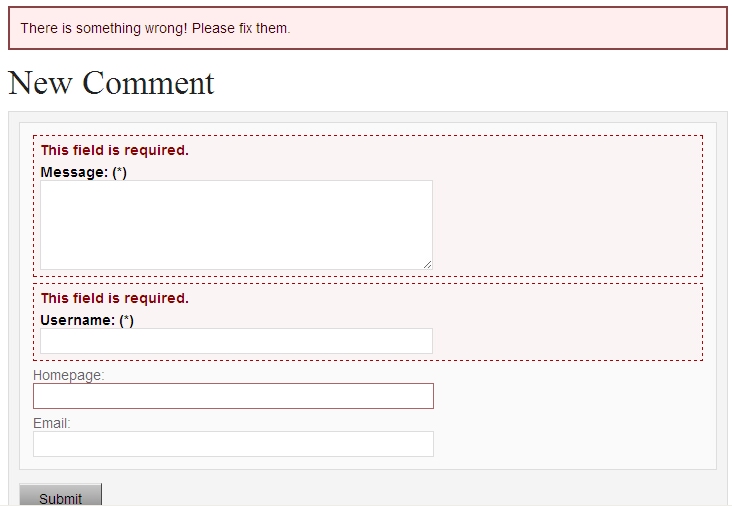 There is something wrong! Please fix them.
New Comment
This field is required.
Message: (*)
This field is required.
Username: (*)
Homepage:
Email:
Submit